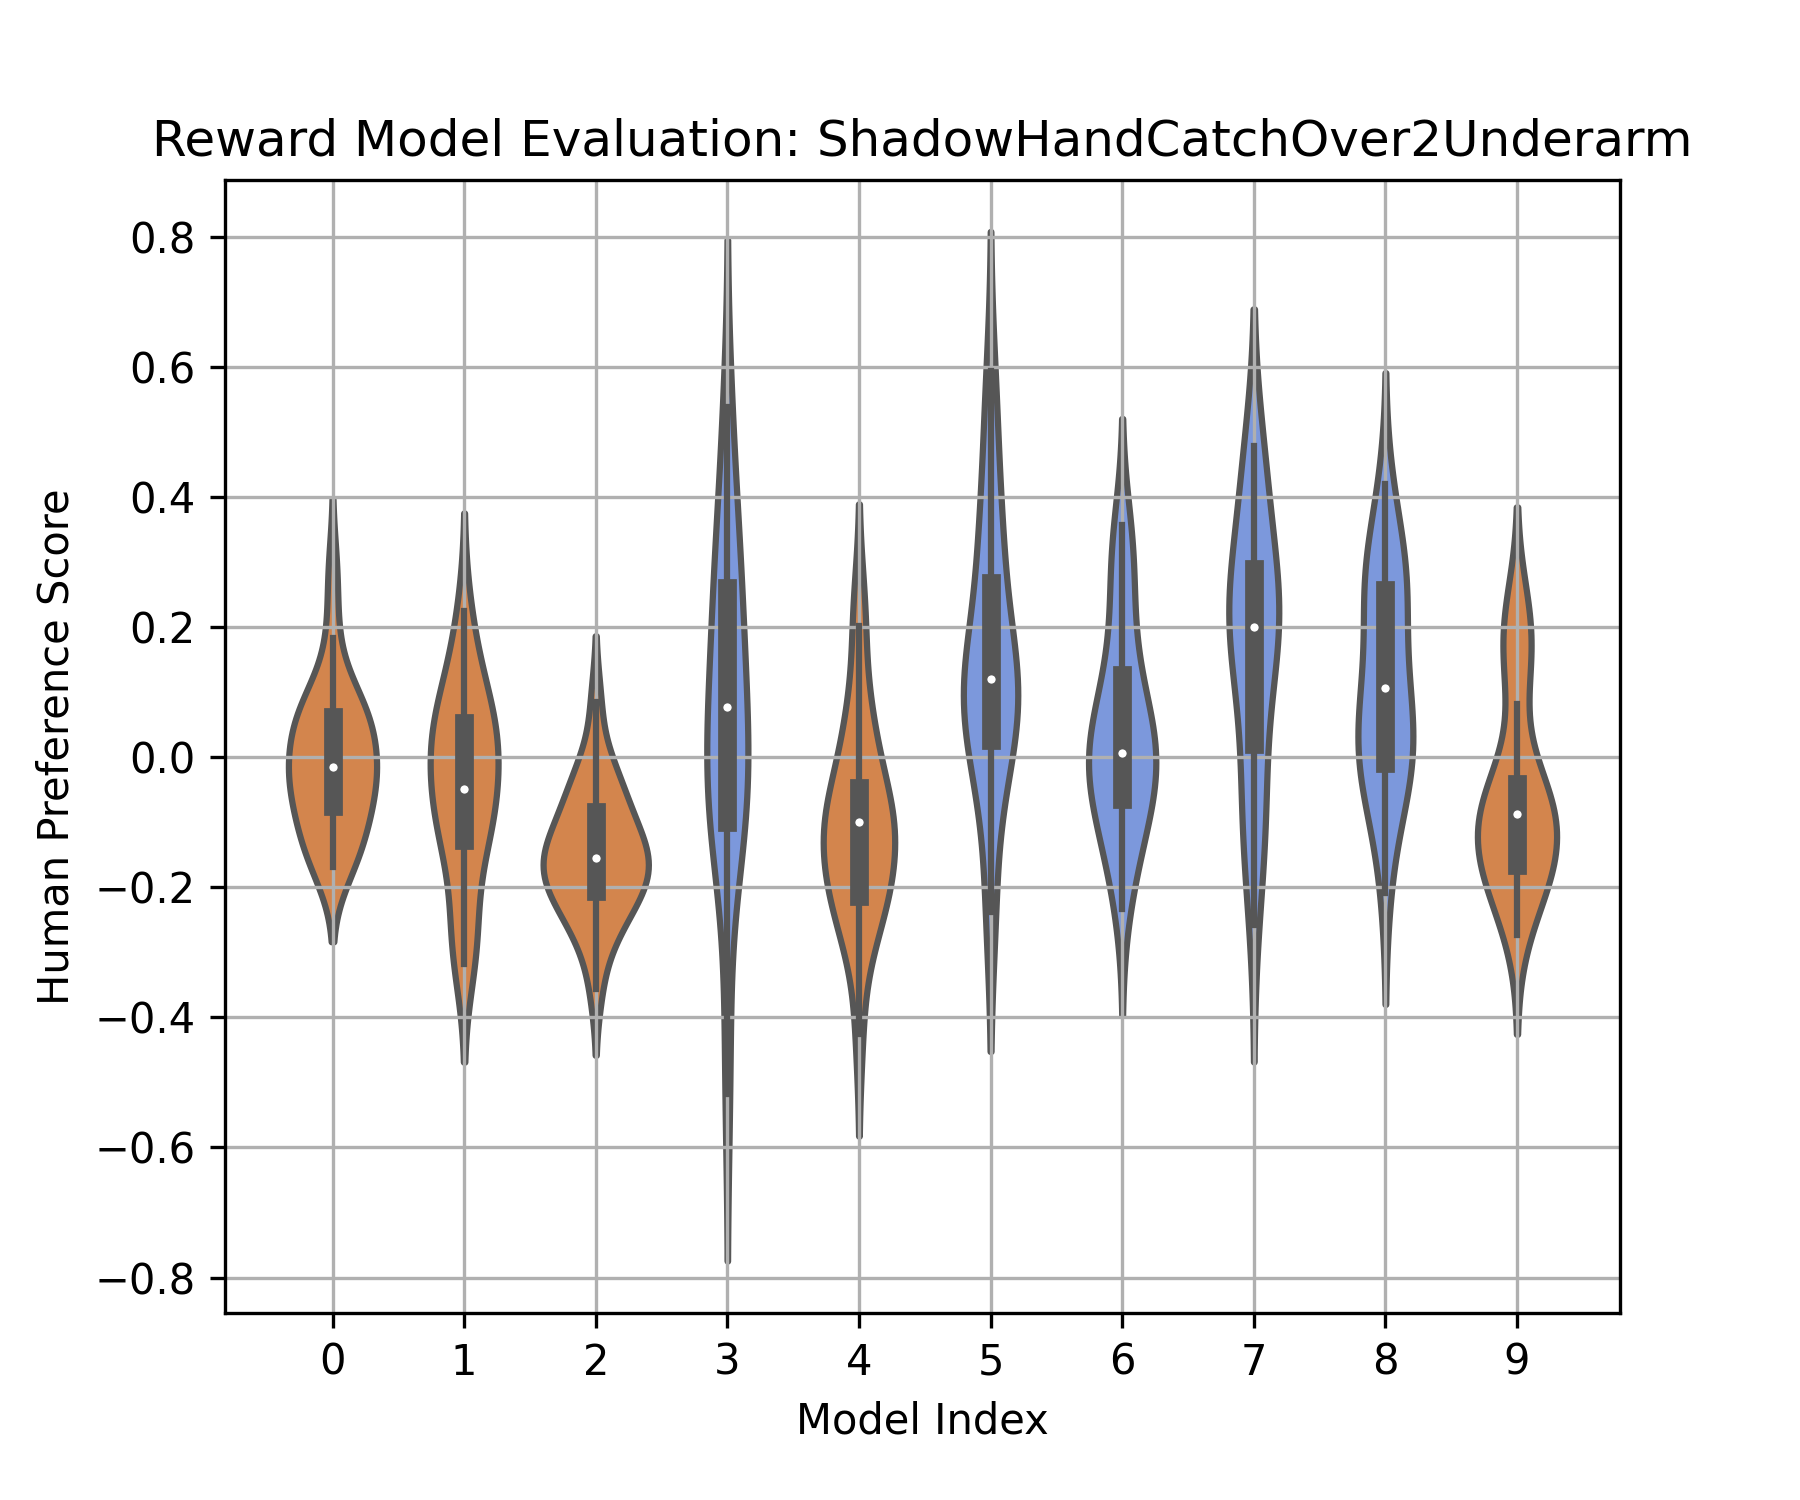 Reward Model Evaluation: ShadowHandCatchOver2Underarm
Human Preference Score
0.8
0.6
0.4
0.2
0.0
−0.2
−0.4
−0.6
−0.8
0 1 2 3 4 5 6 7 8 9
Model Index